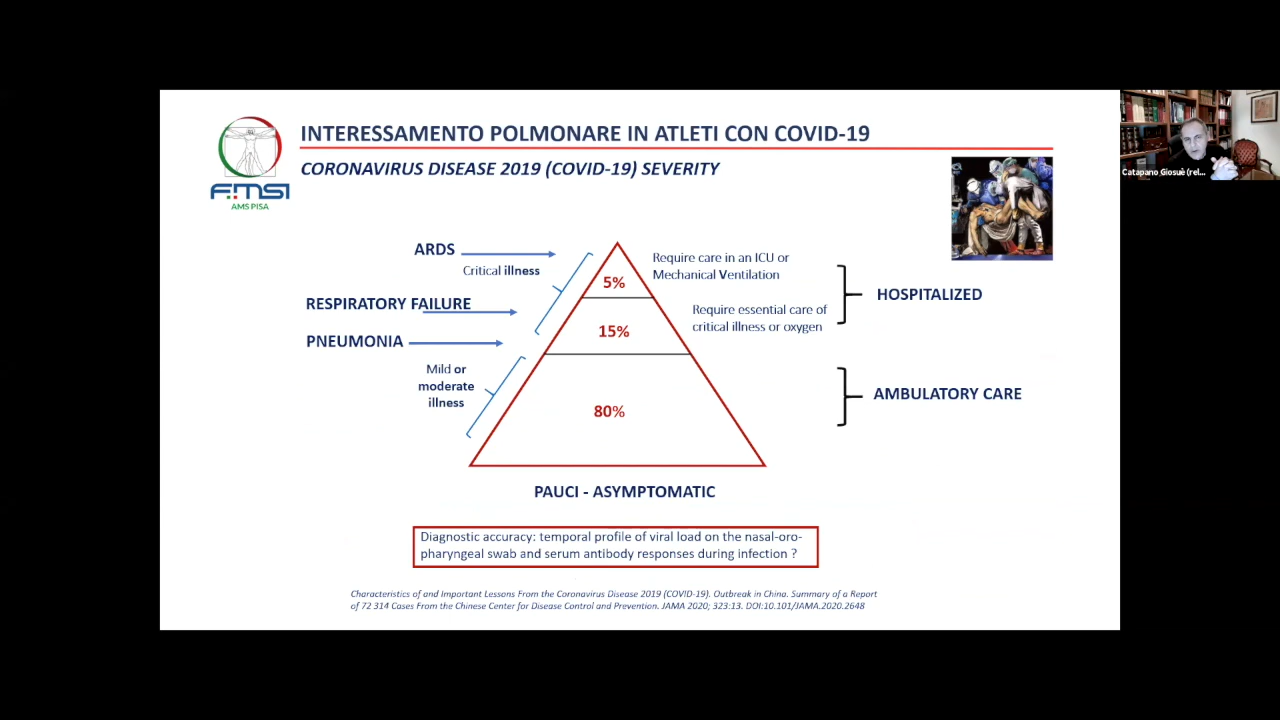 INTERESSAMENTO POLMONARE IN ATLETI CON COVID-19
CORONAVIRUS DISEASE 2019 (COVID-19) SEVERITY
FMSI
AMS PISA
Catapano Giosuè (rel...
ARDS
Critical illness
RESPIRATORY FAILURE
PNEUMONIA
Mild or
moderate
illness
5%
15%
80%
Require care in an ICU or
Mechanical Ventilation
Require essential care of
critical illness or oxygen
HOSPITALIZED
AMBULATORY CARE
PAUCI - ASYMPTOMATIC
Diagnostic accuracy: temporal profile of viral load on the nasal-oro-
pharyngeal swab and serum antibody responses during infection ?
Characteristics of and Important Lessons From the Coronavirus Disease 2019 (COVID-19). Outbreak in China. Summary of a Report
of 72 314 Cases From the Chinese Center for Disease Control and Prevention. JAMA 2020; 323:13. DOI:10.101/JAMA.2020.2648